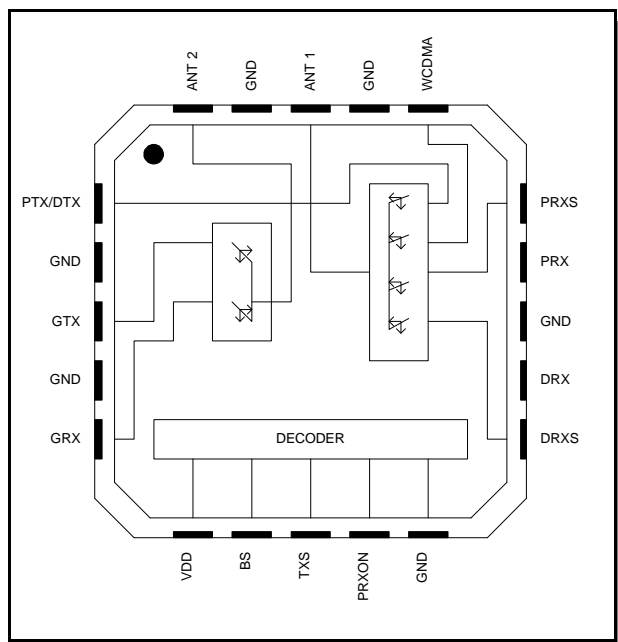 ANT 2
GND
ANT 1
GND
WCDMA
PTX/DTX
GND
GTX
GND
GRX
PRXS
PRX
GND
DRX
DRXS
DECODER
VDD
BS
TXS
PRXON
GND